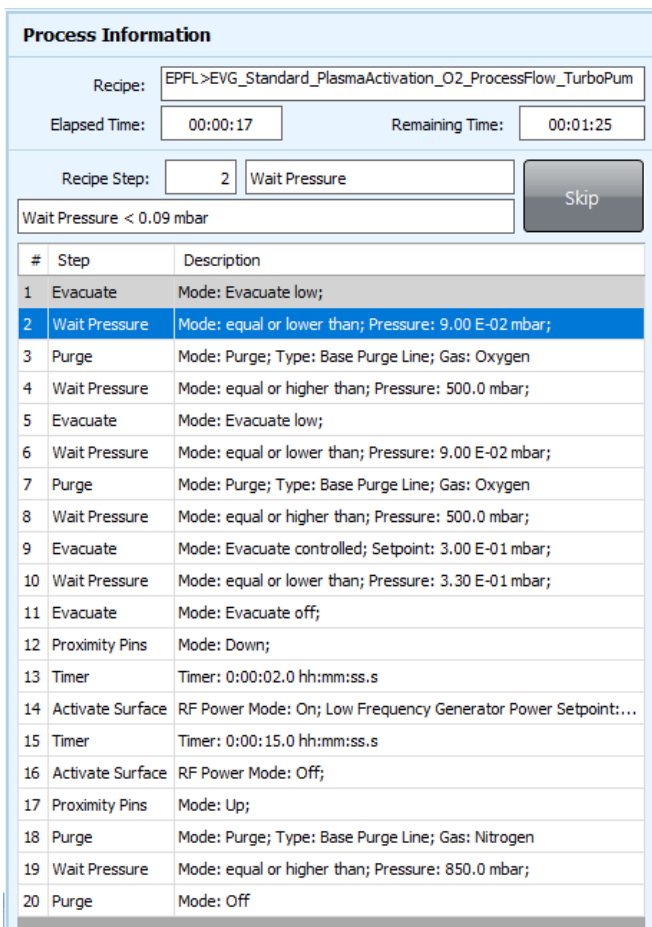 Process Information
Recipe: EPFL>EVG_Standard_PlasmaActivation_O2_ProcessFlow_TurboPum
Elapsed Time: 00:00:17 Remaining Time: 00:01:25
Recipe Step: 2 Wait Pressure Skip
Wait Pressure < 0.09 mbar
# Step Description
1 Evacuate Mode: Evacuate low;
2 Wait Pressure Mode: equal or lower than; Pressure: 9.00 E-02 mbar;
3 Purge Mode: Purge; Type: Base Purge Line; Gas: Oxygen
4 Wait Pressure Mode: equal or higher than; Pressure: 500.0 mbar;
5 Evacuate Mode: Evacuate low;
6 Wait Pressure Mode: equal or lower than; Pressure: 9.00 E-02 mbar;
7 Purge Mode: Purge; Type: Base Purge Line; Gas: Oxygen
8 Wait Pressure Mode: equal or higher than; Pressure: 500.0 mbar;
9 Evacuate Mode: Evacuate controlled; Setpoint: 3.00 E-01 mbar;
10 Wait Pressure Mode: equal or lower than; Pressure: 3.30 E-01 mbar;
11 Evacuate Mode: Evacuate off;
12 Proximity Pins Mode: Down;
13 Timer Timer: 0:00:02.0 hh:mm:ss.s
14 Activate Surface RF Power Mode: On; Low Frequency Generator Power Setpoint:...
15 Timer Timer: 0:00:15.0 hh:mm:ss.s
16 Activate Surface RF Power Mode: Off;
17 Proximity Pins Mode: Up;
18 Purge Mode: Purge; Type: Base Purge Line; Gas: Nitrogen
19 Wait Pressure Mode: equal or higher than; Pressure: 850.0 mbar;
20 Purge Mode: Off